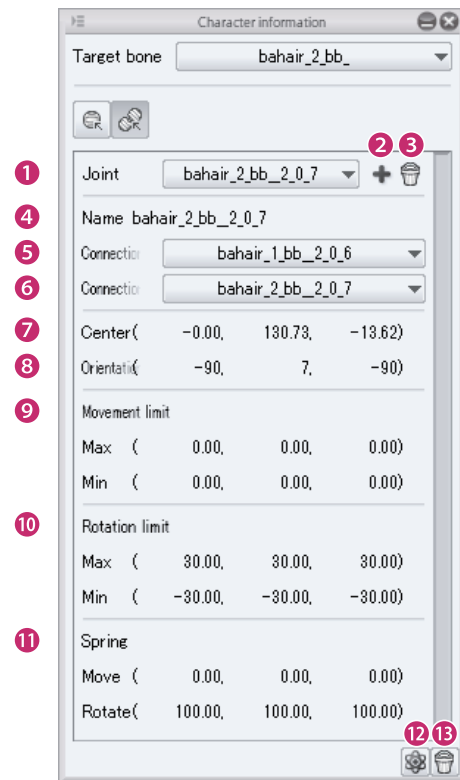 Character information
Target bone bahair_2_bb_
2 3
1 Joint bahair_2_bb__2_0_7
4 Name bahair_2_bb__2_0_7
5 Connectio bahair_1_bb__2_0_6
6 Connectio bahair_2_bb__2_0_7
7 Center( -0.00, 130.73, -13.62)
8 Orientati( -90, 7, -90)
9 Movement limit
Max ( 0.00, 0.00, 0.00)
Min ( 0.00, 0.00, 0.00)
10 Rotation limit
Max ( 30.00, 30.00, 30.00)
Min ( -30.00, -30.00, -30.00)
11 Spring
Move ( 0.00, 0.00, 0.00)
Rotate( 100.00, 100.00, 100.00)
12 13